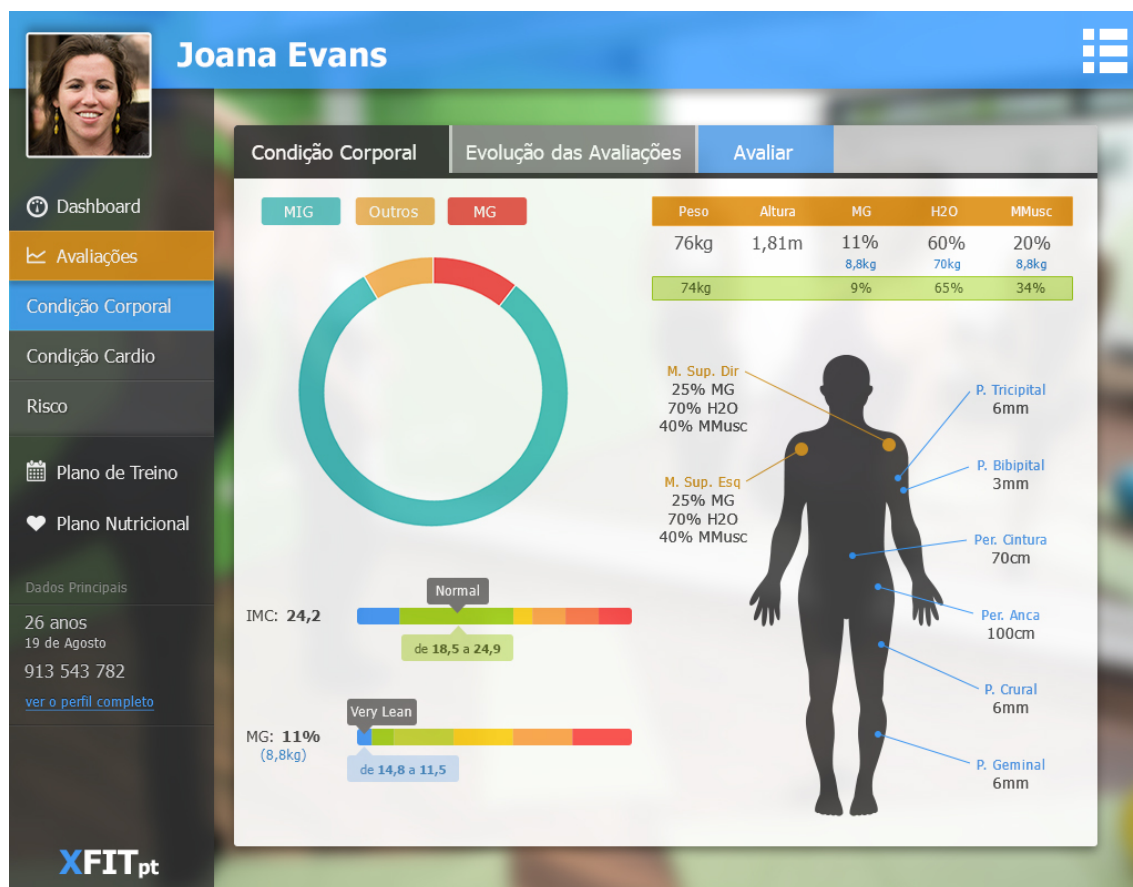 Joana Evans
Dashboard
Avaliações
Condição Corporal
Condição Cardio
Risco
Plano de Treino
Plano Nutricional
Dados Principais
26 anos
19 de Agosto
913 543 782
ver o perfil completo
XFITpt
Condição Corporal Evolução das Avaliações Avaliar
MIG Outros MG
IMC: 24,2
Normal
de 18,5 a 24,9
MG: 11%
(8,8kg)
Very Lean
de 14,8 a 11,5
Peso Altura MG H2O MMusc
76kg 1,81m 11% 60% 20%
8,8kg 70kg 8,8kg
74kg 9% 65% 34%
M. Sup. Dir
25% MG
70% H2O
40% MMusc
M. Sup. Esq
25% MG
70% H2O
40% MMusc
P. Tricipital
6mm
P. Bibipital
3mm
Per. Cintura
70cm
Per. Anca
100cm
P. Crural
6mm
P. Geminal
6mm